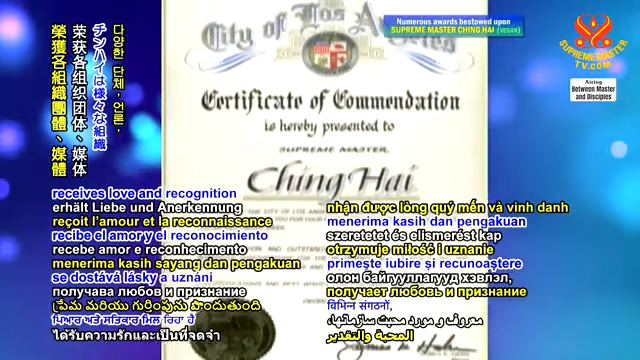 City of Los Angeles
Numerous awards bestowed upon
SUPREME MASTER CHING HAI (VEGAN)
SUPREME MASTER
TV.COM
Airing
Between Master
and Disciples
다양한 단체, 언론,
チンハイは様々な組織
荣获各组织团体、媒体
榮獲各組織團體、媒體
Certificate of Commendation
is hereby presented to
SUPREME MASTER
Ching Hai
receives love and recognition
erhält Liebe und Anerkennung
reçoit l'amour et la reconnaissance
recibe el amor y el reconocimiento
recebe amor e reconhecimento
menerima kasih sayang dan pengakuan
se dostává lásky a uznání
получава любов и признание
ప్రేమ మరియు గుర్తింపును పొందుతుంది
ਪਿਆਰ ਅਤੇ ਸਤਿਕਾਰ ਮਿਲ ਰਿਹਾ ਹੈ
ได้รับความรักและเป็นที่จดจำ
nhận được lòng quý mến và vinh danh
menerima kasih dan pengakuan
szeretetet és elismerést kap
otrzymuje miłość i uznanie
primește iubire și recunoaștere
олон байгууллагууд хэвлэл,
получает любовь и признание
विभिन्न संगठनों,
معروف و مورد محبت سازمانها،
المحبة والتقدير